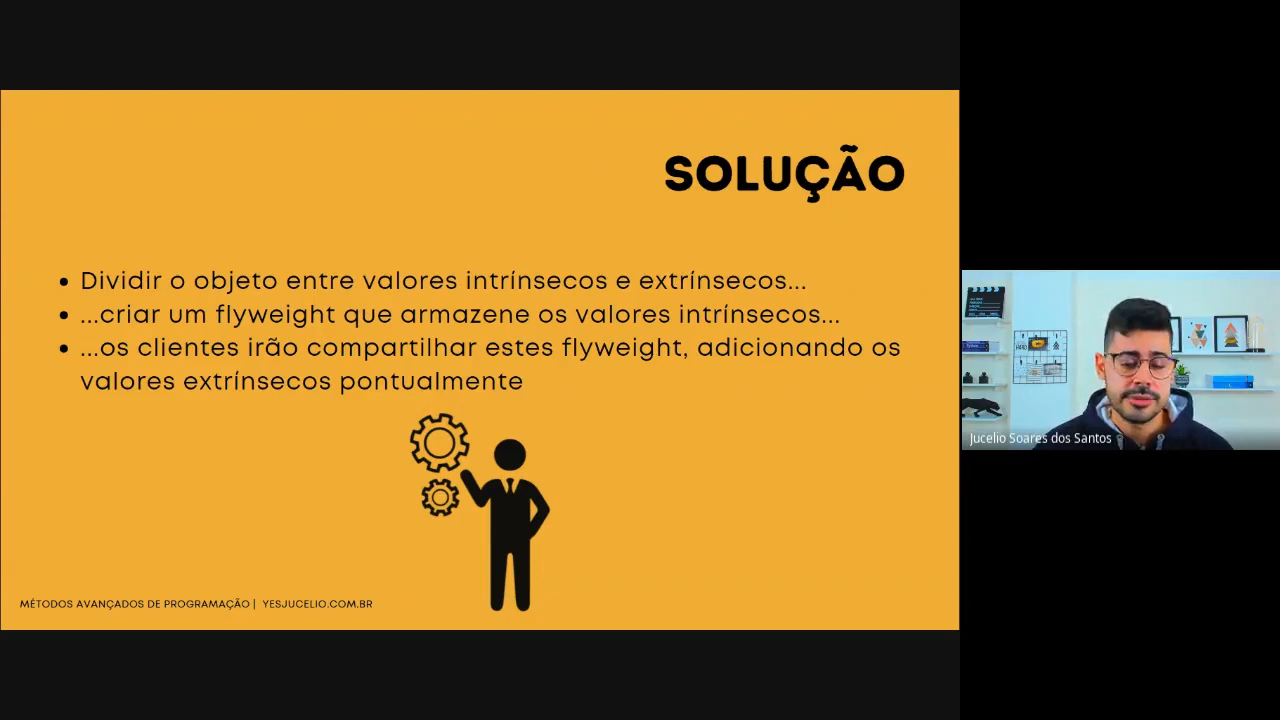 SOLUÇÃO
• Dividir o objeto entre valores intrínsecos e extrínsecos...
• ...criar um flyweight que armazene os valores intrínsecos...
• ...os clientes irão compartilhar estes flyweight, adicionando os
valores extrínsecos pontualmente
MÉTODOS AVANÇADOS DE PROGRAMAÇÃO | YESJUCELIO.COM.BR
Jucelio Soares dos Santos